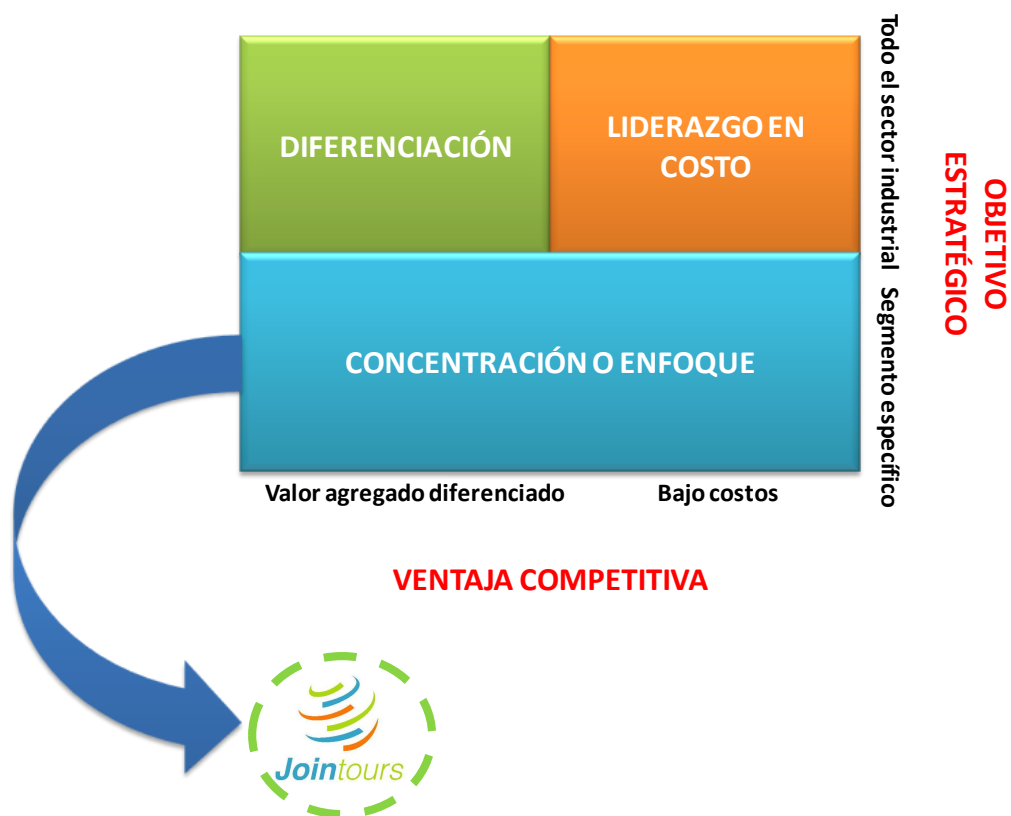 DIFERENCIACIÓN
LIDERAZGO EN
COSTO
CONCENTRACIÓN O ENFOQUE
Todo el sector industrial
Segmento específico
OBJETIVO
ESTRATÉGICO
Valor agregado diferenciado
Bajo costos
VENTAJA COMPETITIVA
Jointours